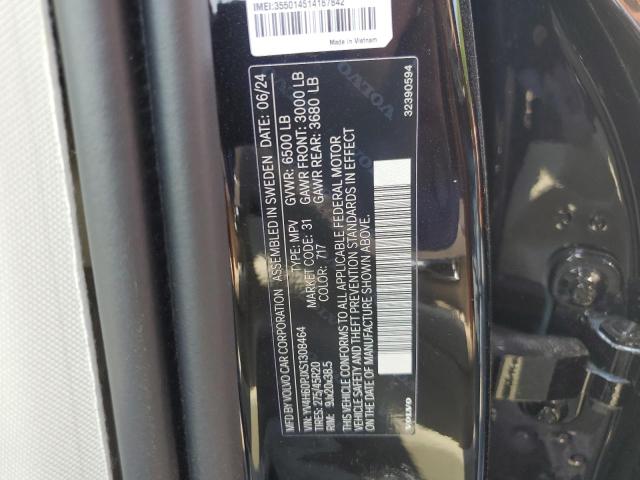 IMEI:355014514187842
Made in Vietnam
MFD BY: VOLVO CAR CORPORATION ASSEMBLED IN SWEDEN DATE: 06/24
VIN: YV4H60PJXS1308464 TYPE: MPV GVWR: 6500 LB
TIRES: 275/45R20 MARKET CODE: 31 GAWR FRONT: 3000 LB
RIM: 9Jx20x38.5 COLOR: 717 GAWR REAR: 3680 LB
THIS VEHICLE CONFORMS TO ALL APPLICABLE FEDERAL MOTOR
VEHICLE SAFETY AND THEFT PREVENTION STANDARDS IN EFFECT
ON DATE OF MANUFACTURE SHOWN ABOVE.
VOLVO
32390594